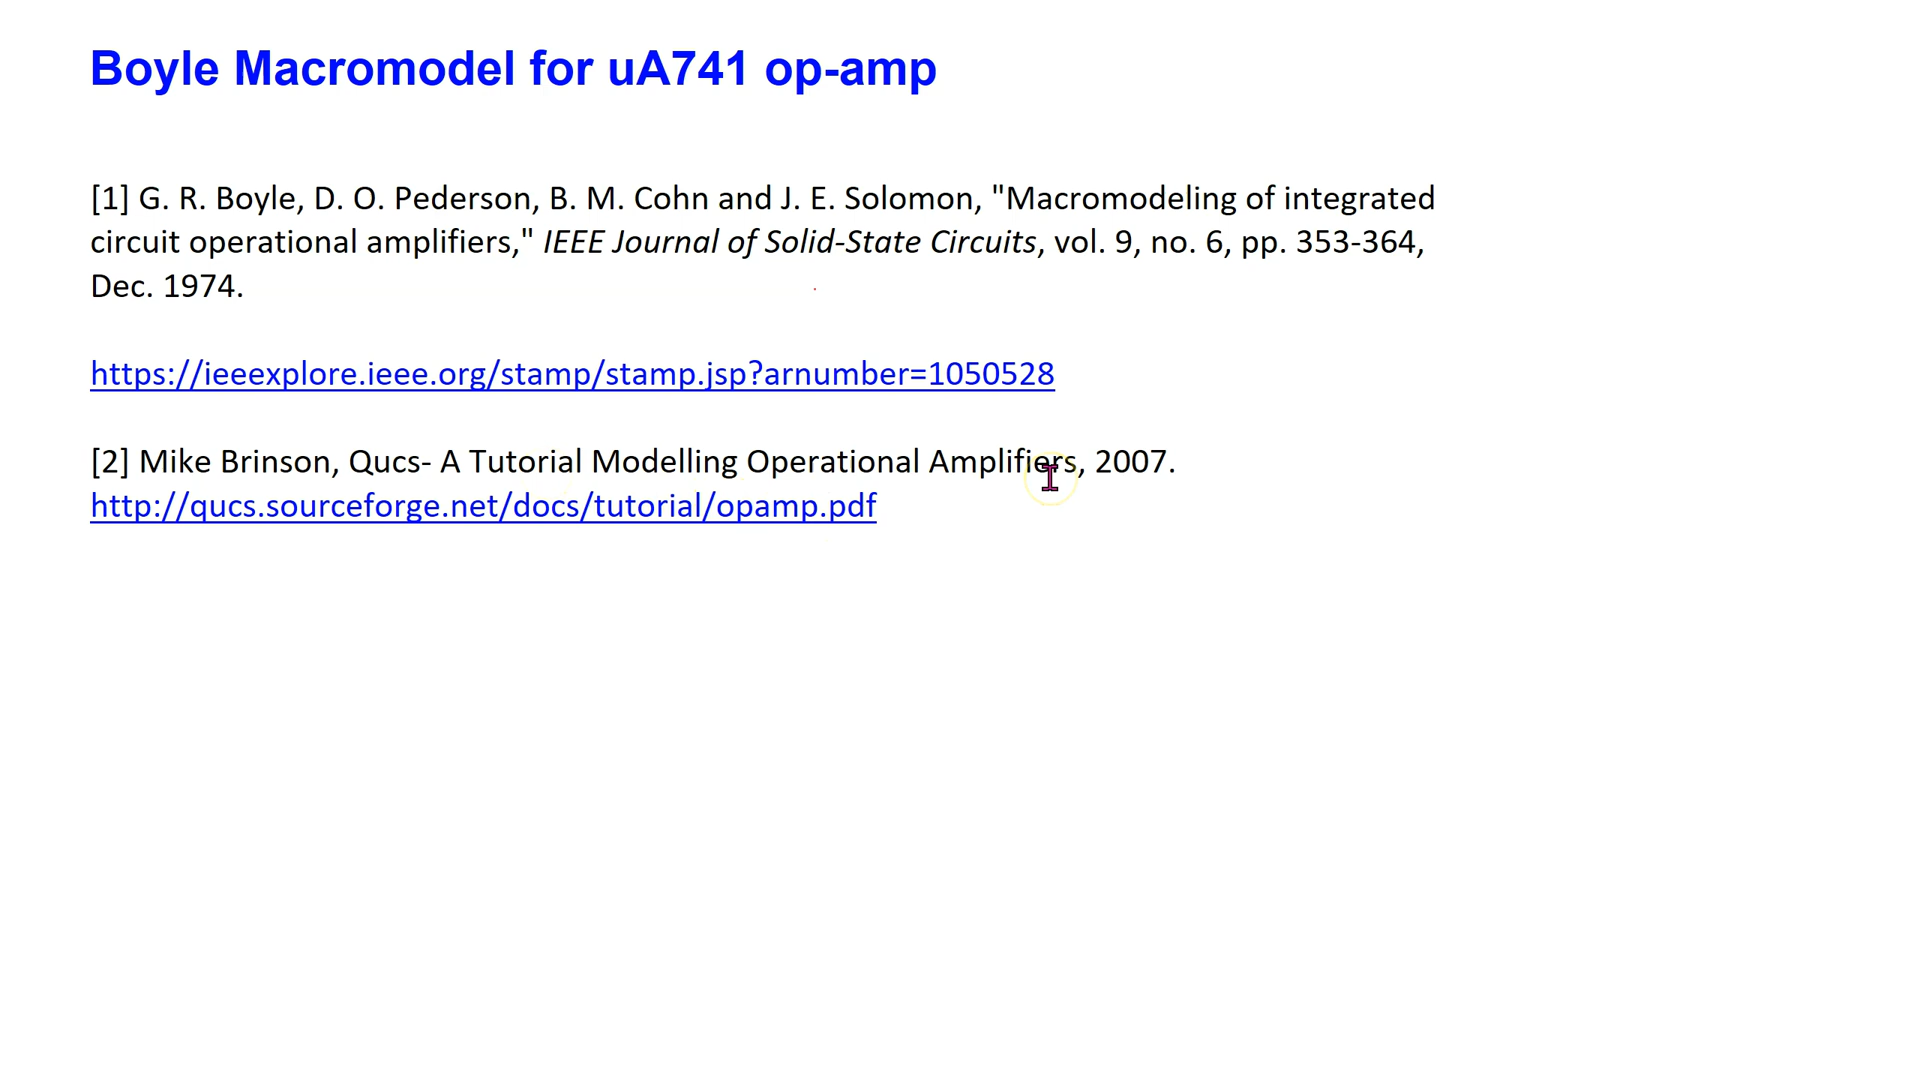 Boyle Macromodel for uA741 op-amp
[1] G. R. Boyle, D. O. Pederson, B. M. Cohn and J. E. Solomon, "Macromodeling of integrated
circuit operational amplifiers," IEEE Journal of Solid-State Circuits, vol. 9, no. 6, pp. 353-364,
Dec. 1974.
https://ieeexplore.ieee.org/stamp/stamp.jsp?arnumber=1050528
[2] Mike Brinson, Qucs- A Tutorial Modelling Operational Amplifiers, 2007.
http://qucs.sourceforge.net/docs/tutorial/opamp.pdf